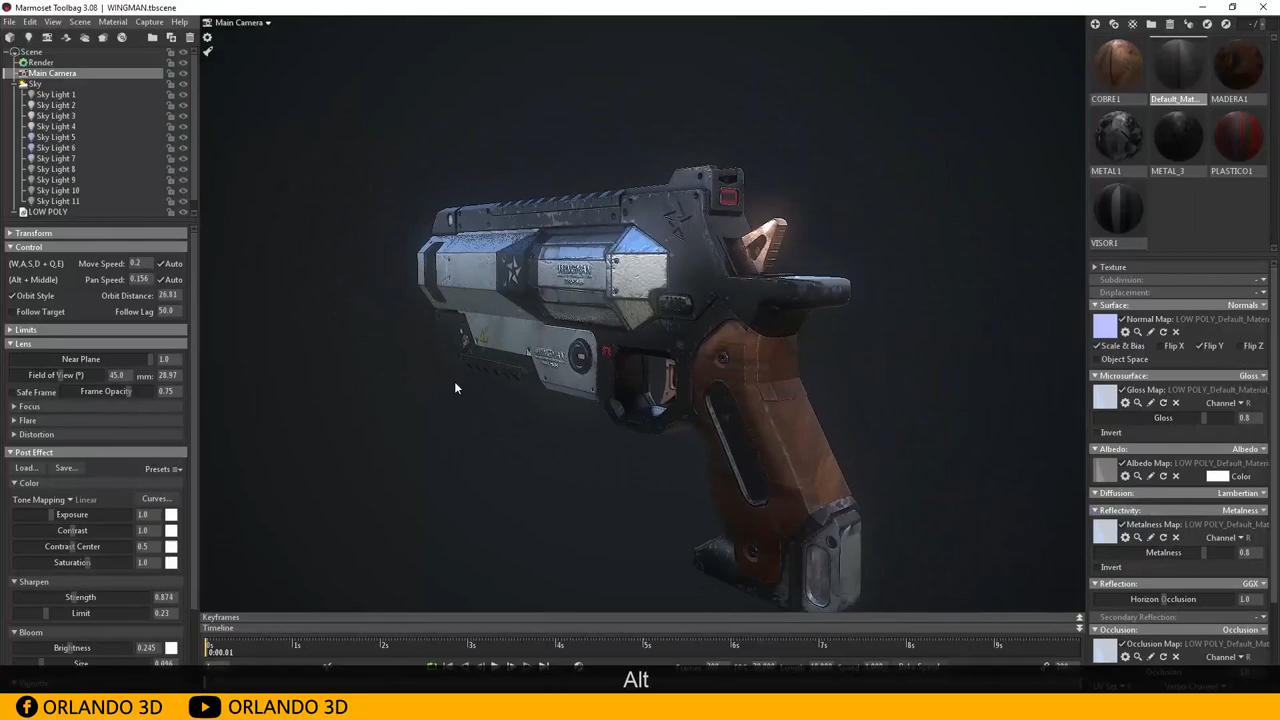 Marmoset Toolbag 3.08 | WINGMAN.tbscene
File Edit View Scene Material Capture Help
Main Camera
Scene
Render
Main Camera
Sky
Sky Light 1
Sky Light 2
Sky Light 3
Sky Light 4
Sky Light 5
Sky Light 6
Sky Light 7
Sky Light 8
Sky Light 9
Sky Light 10
Sky Light 11
LOW POLY
Transform
Control
(W,A,S,D + Q,E) Move Speed: 0.2 Auto
(Alt + Middle) Pan Speed: 0.156 Auto
Orbit Style Orbit Distance: 26.81
Follow Target Follow Lag 50.0
Limits
Lens
Near Plane 1.0
Field of View (°) 45.0 mm: 28.97
Safe Frame Frame Opacity 0.75
Focus
Flare
Distortion
Post Effect
Load... Save... Presets
Color
Tone Mapping Linear Curves...
Exposure 1.0
Contrast 1.0
Contrast Center 0.5
Saturation 1.0
Sharpen
Strength 0.874
Limit 0.23
Bloom
Brightness 0.245
Size 0.096
WINGMAN
WINGMAN
COBRE1 Default_Mat... MADERA1
METAL1 METAL_3 PLASTICO1
VISOR1
Texture
Subdivision:
Displacement:
Surface: Normals
Normal Map: LOW POLY_Default_Mater
Scale & Bias Flip X Flip Y Flip Z
Object Space
Microsurface: Gloss
Gloss Map: LOW POLY_Default_Materi
Channel R
Gloss 0.8
Invert
Albedo: Albedo
Albedo Map: LOW POLY_Default_Materi
Color
Diffusion: Lambertian
Reflectivity: Metalness
Metalness Map: LOW POLY_Default_M
Channel R
Metalness 0.8
Invert
Reflection: GGX
Horizon Occlusion 1.0
Secondary Reflection:
Occlusion: Occlusion
Occlusion Map: LOW POLY_Default_M
Channel R
Keyframes
Timeline
0s 1s 2s 3s 4s 5s 6s 7s 8s 9s
0:00.01
Alt
ORLANDO 3D ORLANDO 3D